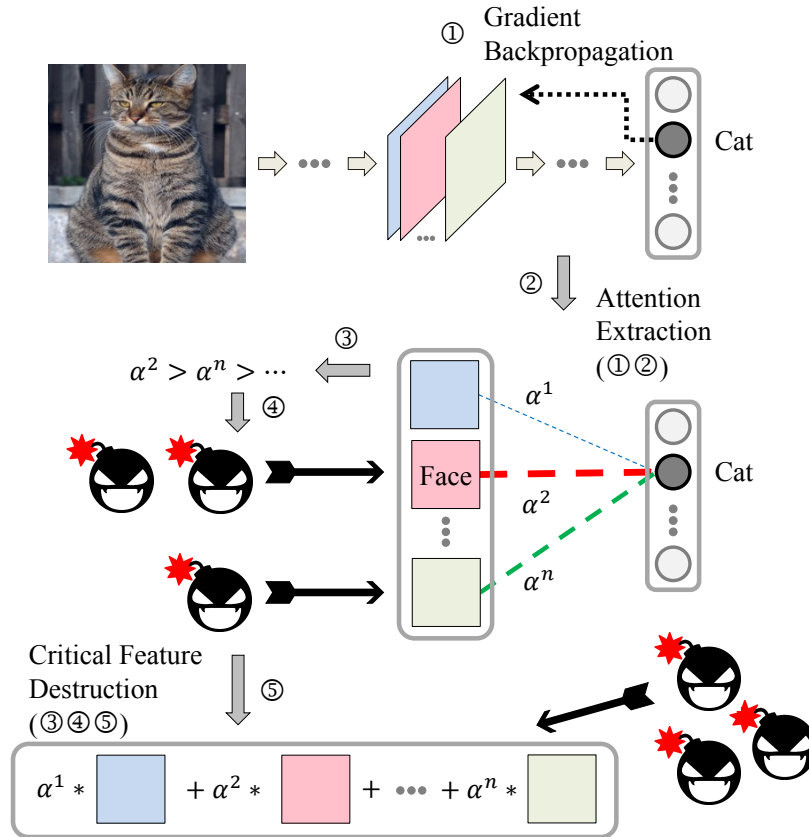 ① Gradient
Backpropagation
Cat
②
Attention
Extraction
(①②)
③
α² > αⁿ > ⋯
④
α¹
Face
α²
Cat
αⁿ
Critical Feature
Destruction
(③④⑤)
⑤
α¹ * + α² * + + αⁿ *